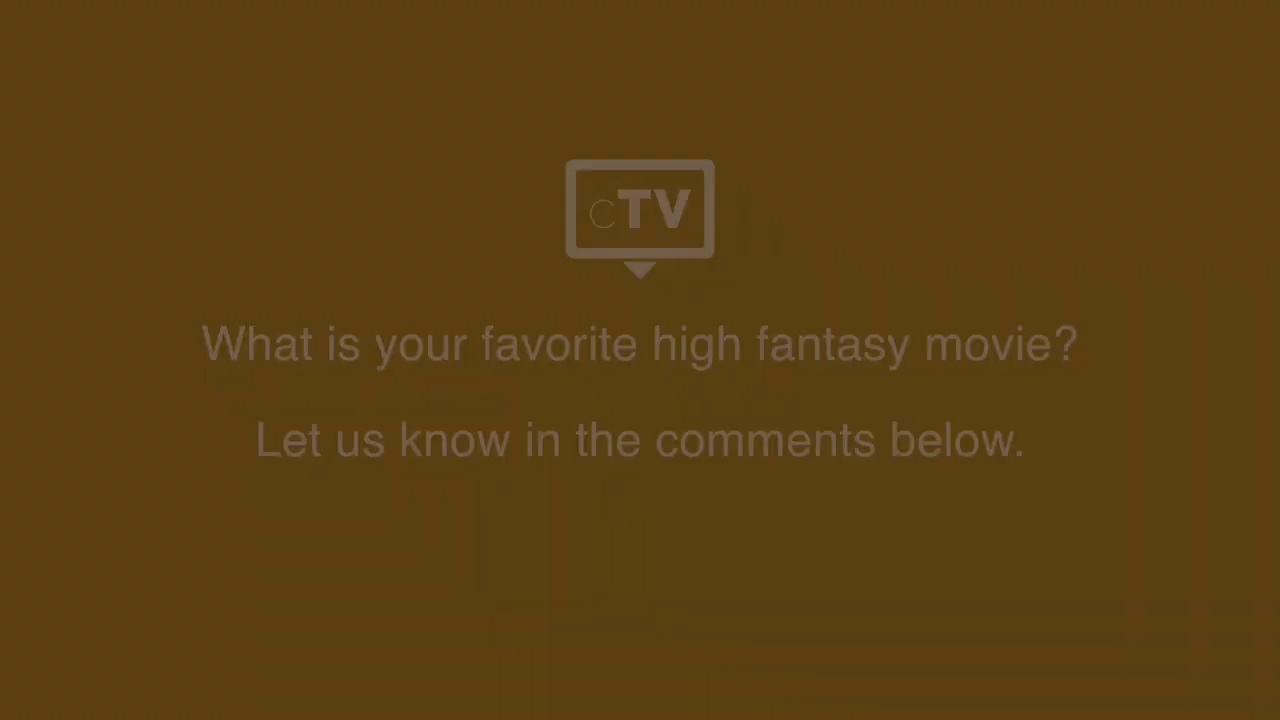 cTV
What is your favorite high fantasy movie?
Let us know in the comments below.